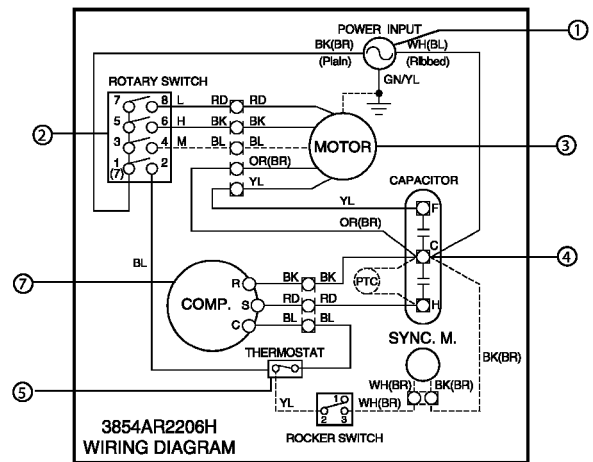 POWER INPUT
1
BK(BR) WH(BL)
(Plain) (Ribbed)
GN/YL
ROTARY SWITCH
7 8 L RD RD
2
5 6 H BK BK
3 4 M BL BL
MOTOR
3
1 2
(7)
OR(BR)
YL
CAPACITOR
YL
F
OR(BR)
C
4
BL
7
R BK BK
PTC
COMP. S RD RD
H
C BL BL
SYNC. M.
THERMOSTAT
BK(BR)
5
WH(BR) BK(BR)
YL 1 WH(BR)
2 3
3854AR2206H
ROCKER SWITCH
WIRING DIAGRAM